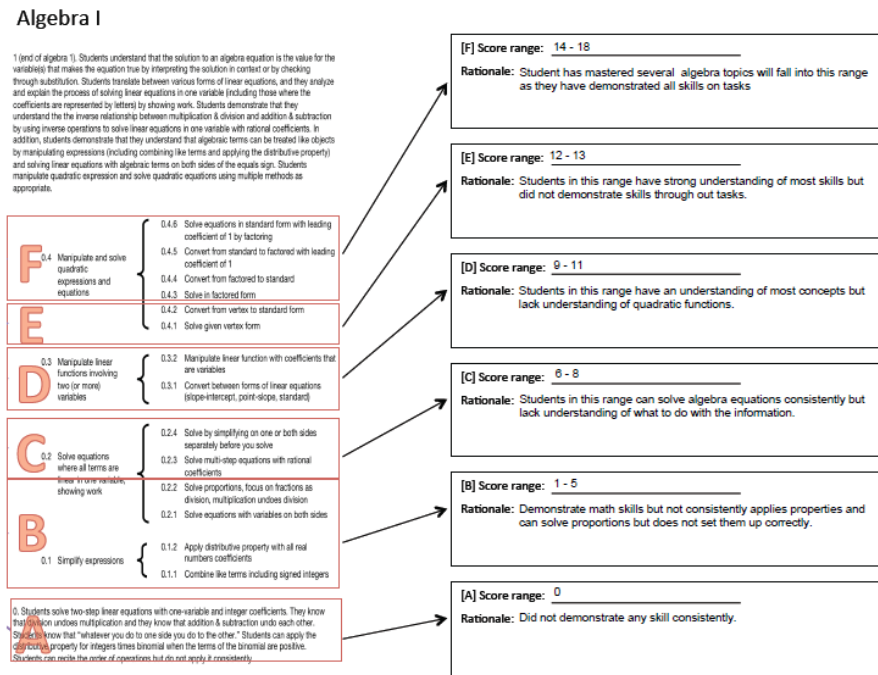 Algebra I
1 (end of algebra 1). Students understand that the solution to an algebra equation is the value for the
variable(s) that makes the equation true by interpreting the solution in context or by checking
through substitution. Students translate between various forms of linear equations, and they analyze
and explain the process of solving linear equations in one variable (including those where the
coefficients are represented by letters) by showing work. Students demonstrate that they
understand the the inverse relationship between multiplication & division and addition & subtraction
by using inverse operations to solve linear equations in one variable with rational coefficients. In
addition, students demonstrate that they understand that algebraic terms can be treated like objects
by manipulating expressions (including combining like terms and applying the distributive property)
and solving linear equations with algebraic terms on both sides of the equals sign. Students
manipulate quadratic expression and solve quadratic equations using multiple methods as
appropriate.
F
0.4 Manipulate and solve
quadratic
expressions and
equations
0.4.6 Solve equations in standard form with leading
coefficient of 1 by factoring
0.4.5 Convert from standard to factored with leading
coefficient of 1
0.4.4 Convert from factored to standard
0.4.3 Solve in factored form
E
0.4.2 Convert from vertex to standard form
0.4.1 Solve given vertex form
D
0.3 Manipulate linear
functions involving
two (or more)
variables
0.3.2 Manipulate linear function with coefficients that
are variables
0.3.1 Convert between forms of linear equations
(slope-intercept, point-slope, standard)
C
0.2 Solve equations
where all terms are
linear in one variable,
showing work
0.2.4 Solve by simplifying on one or both sides
separately before you solve
0.2.3 Solve multi-step equations with rational
coefficients
B
0.2.2 Solve proportions, focus on fractions as
division, multiplication undoes division
0.2.1 Solve equations with variables on both sides
0.1 Simplify expressions
0.1.2 Apply distributive property with all real
numbers coefficients
0.1.1 Combine like terms including signed integers
A
0. Students solve two-step linear equations with one-variable and integer coefficients. They know
that division undoes multiplication and they know that addition & subtraction undo each other.
Students know that "whatever you do to one side you do to the other." Students can apply the
distributive property for integers times binomial when the terms of the binomial are positive.
Students can recite the order of operations but do not apply it consistently.
[F] Score range: 14 - 18
Rationale: Student has mastered several algebra topics will fall into this range
as they have demonstrated all skills on tasks
[E] Score range: 12 - 13
Rationale: Students in this range have strong understanding of most skills but
did not demonstrate skills through out tasks.
[D] Score range: 9 - 11
Rationale: Students in this range have an understanding of most concepts but
lack understanding of quadratic functions.
[C] Score range: 6 - 8
Rationale: Students in this range can solve algebra equations consistently but
lack understanding of what to do with the information.
[B] Score range: 1 - 5
Rationale: Demonstrate math skills but not consistently applies properties and
can solve proportions but does not set them up correctly.
[A] Score range: 0
Rationale: Did not demonstrate any skill consistently.